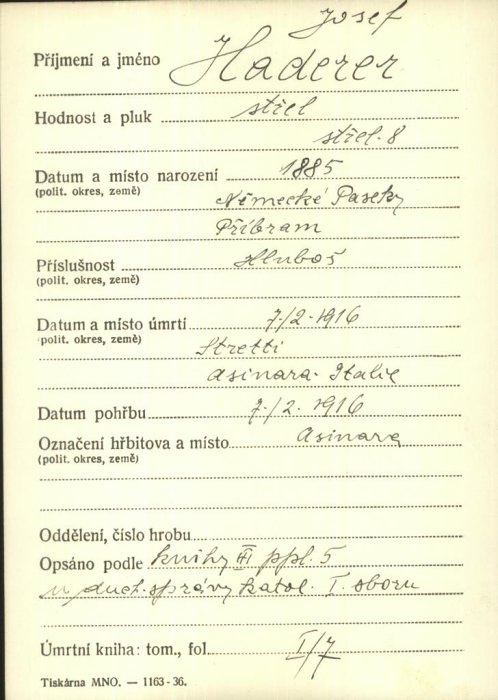 Josef
Příjmení a jméno Haderer
Hodnost a pluk střel
střel. 8
Datum a místo narození 1885
(polit. okres, země) Německé Paseky
Příbram
Příslušnost Hluboš
(polit. okres, země)
Datum a místo úmrtí 7./2. 1916
(polit. okres, země) Stretti
Asinara. Italie
Datum pohřbu 7./2. 1916
Označení hřbitova a místo Asinara
(polit. okres, země)
Oddělení, číslo hrobu
Opsáno podle knihy III ppl. 5
u duch. správy katol. I. sboru
Úmrtní kniha: tom., fol. I/7
Tiskárna MNO. — 1163-36.